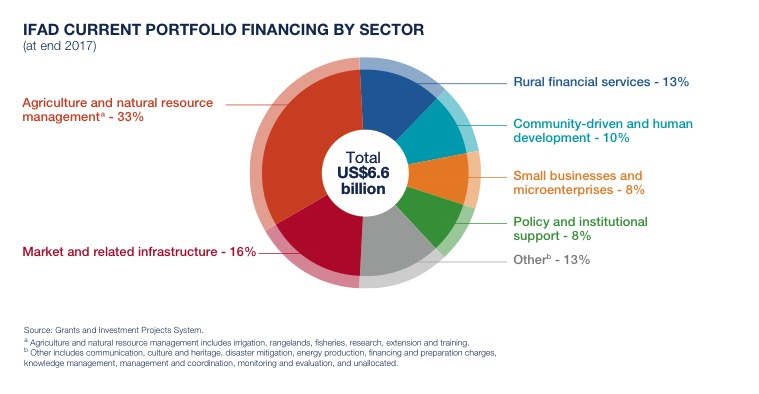 IFAD CURRENT PORTFOLIO FINANCING BY SECTOR
(at end 2017)
Rural financial services - 13%
Agriculture and natural resource
managementᵃ - 33%
Community-driven and human
development - 10%
Total
US$6.6
billion
Small businesses and
microenterprises - 8%
Policy and institutional
support - 8%
Market and related infrastructure - 16%
Otherᵇ - 13%
Source: Grants and Investment Projects System.
ᵃ Agriculture and natural resource management includes irrigation, rangelands, fisheries, research, extension and training.
ᵇ Other includes communication, culture and heritage, disaster mitigation, energy production, financing and preparation charges,
knowledge management, management and coordination, monitoring and evaluation, and unallocated.